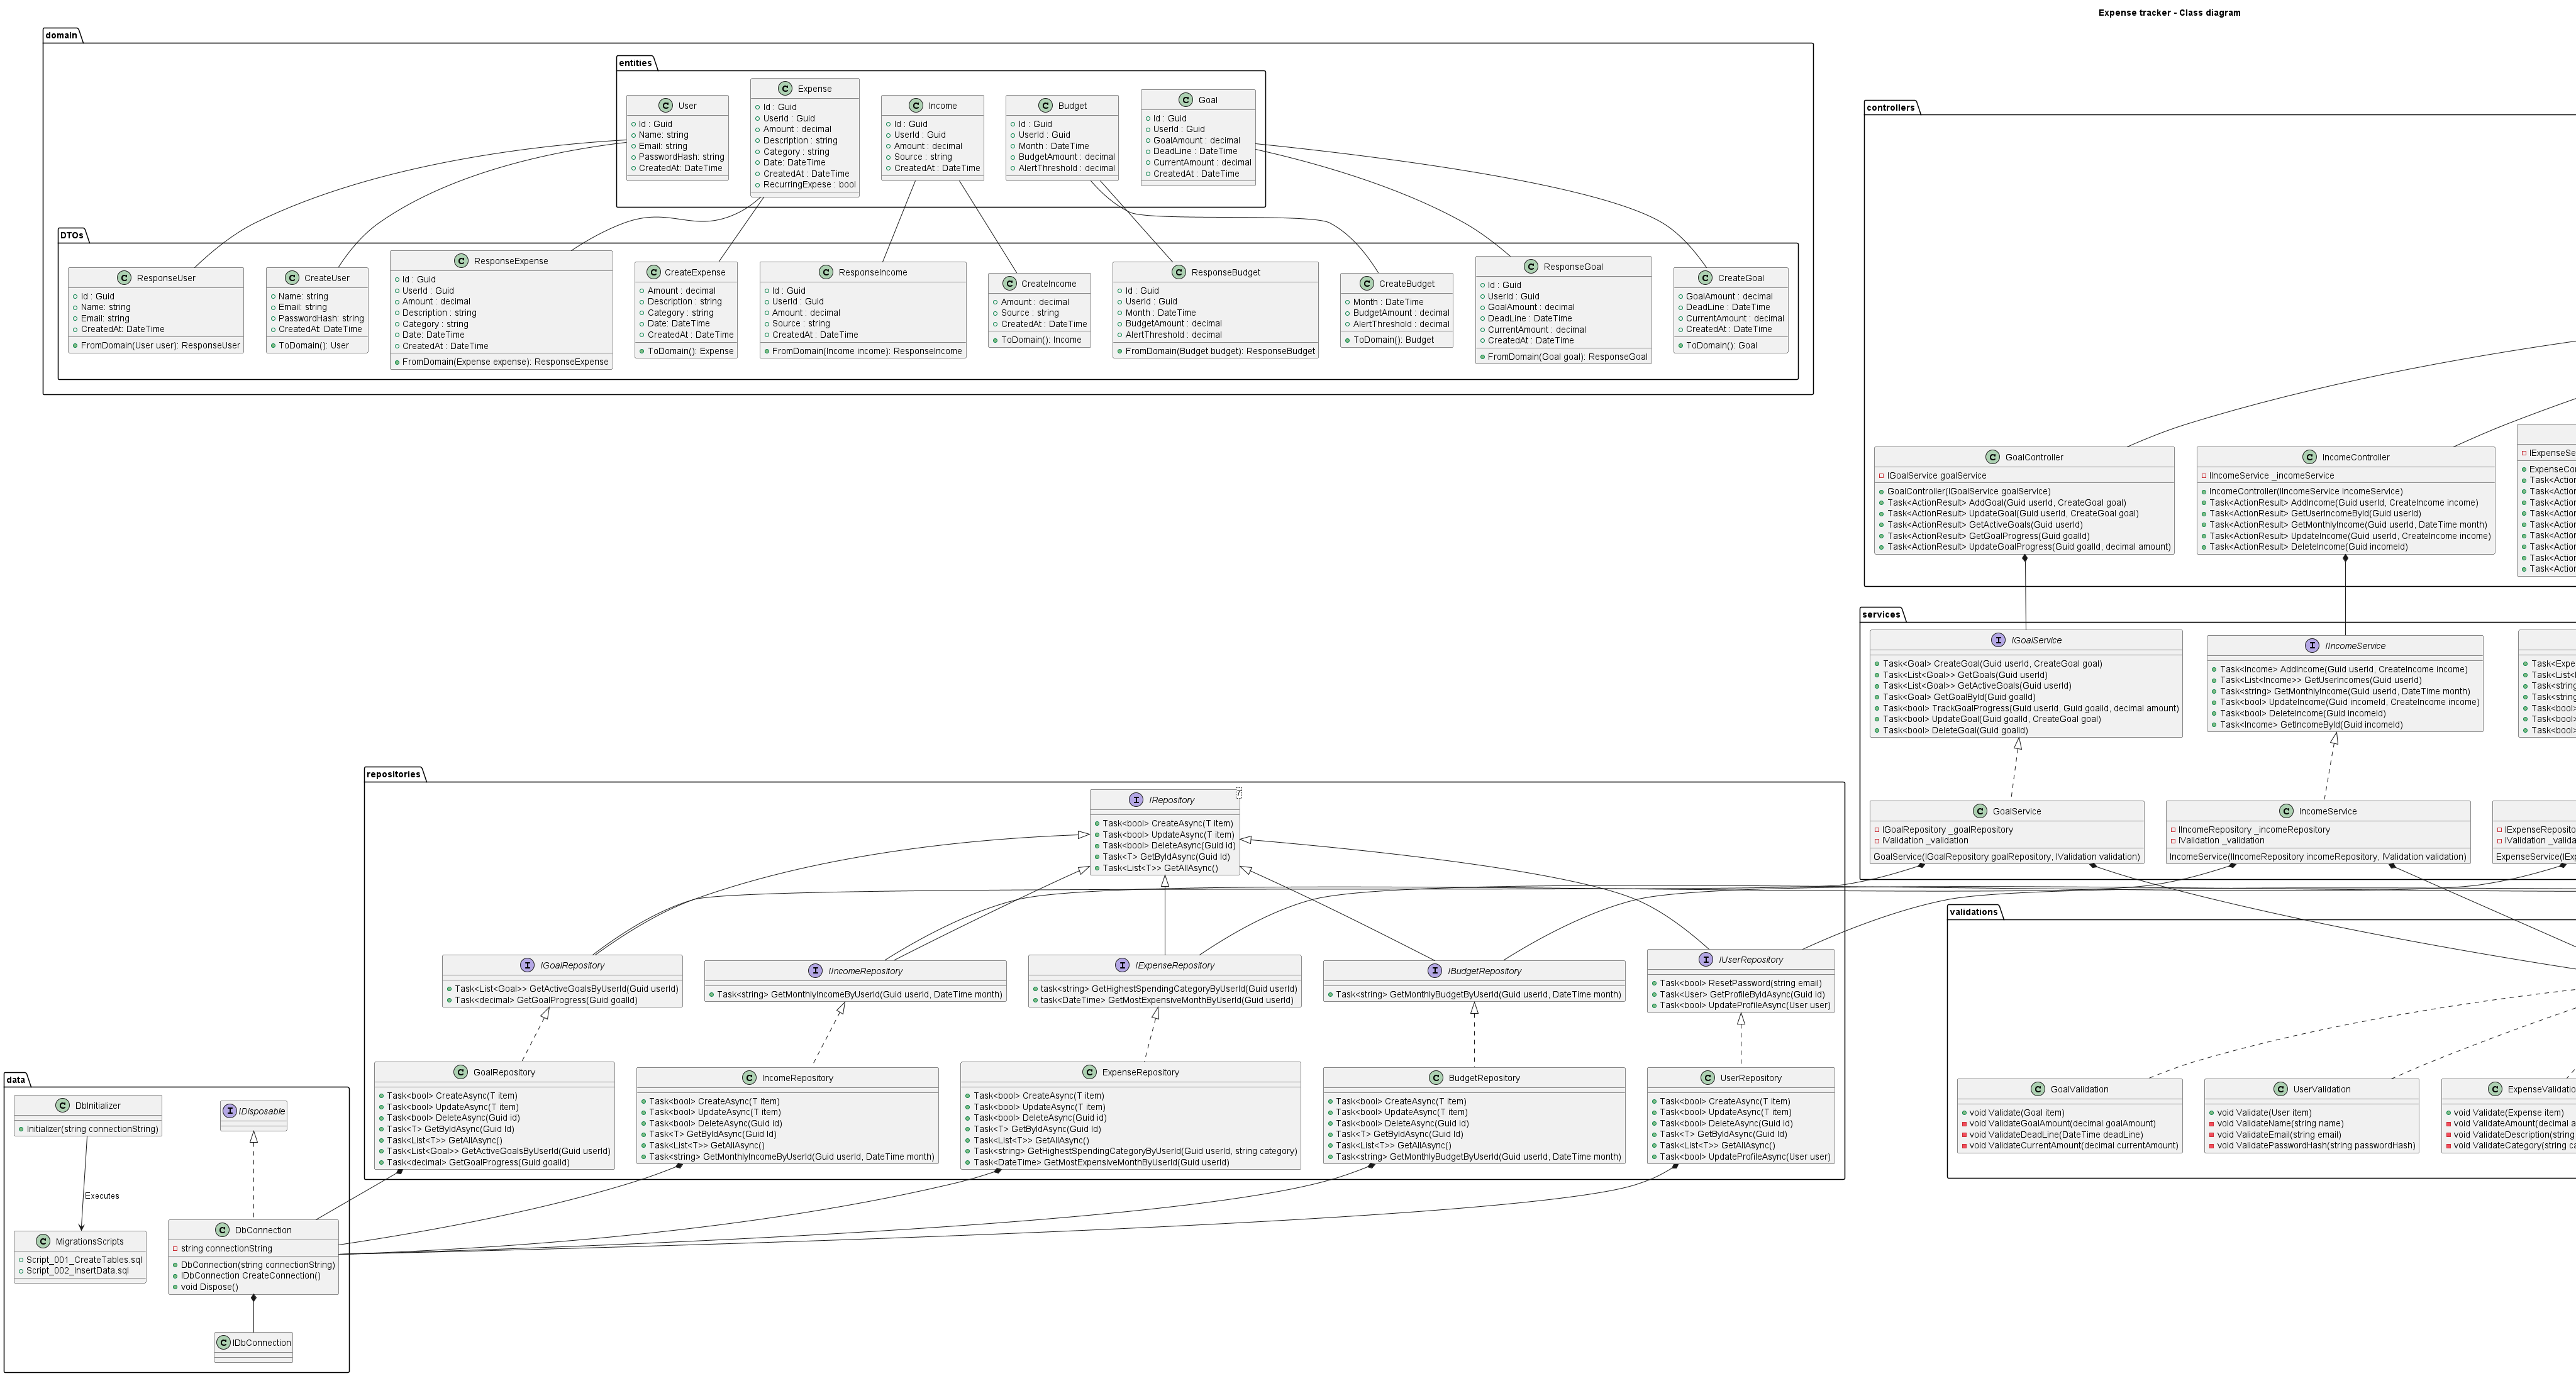 Expense tracker - Class diagram
domain
entities
User
Id : Guid
Name: string
Email: string
PasswordHash: string
CreatedAt: DateTime
Expense
Id : Guid
UserId : Guid
Amount : decimal
Description : string
Category : string
Date: DateTime
CreatedAt : DateTime
RecurringExpese : bool
Income
Id : Guid
UserId : Guid
Amount : decimal
Source : string
CreatedAt : DateTime
Budget
Id : Guid
UserId : Guid
Month : DateTime
BudgetAmount : decimal
AlertThreshold : decimal
Goal
Id : Guid
UserId : Guid
GoalAmount : decimal
DeadLine : DateTime
CurrentAmount : decimal
CreatedAt : DateTime
DTOs
ResponseUser
Id : Guid
Name: string
Email: string
CreatedAt: DateTime
FromDomain(User user): ResponseUser
CreateUser
Name: string
Email: string
PasswordHash: string
CreatedAt: DateTime
ToDomain(): User
ResponseExpense
Id : Guid
UserId : Guid
Amount : decimal
Description : string
Category : string
Date: DateTime
CreatedAt : DateTime
FromDomain(Expense expense): ResponseExpense
CreateExpense
Amount : decimal
Description : string
Category : string
Date: DateTime
CreatedAt : DateTime
ToDomain(): Expense
ResponseIncome
Id : Guid
UserId : Guid
Amount : decimal
Source : string
CreatedAt : DateTime
FromDomain(Income income): ResponseIncome
CreateIncome
Amount : decimal
Source : string
CreatedAt : DateTime
ToDomain(): Income
ResponseBudget
Id : Guid
UserId : Guid
Month : DateTime
BudgetAmount : decimal
AlertThreshold : decimal
FromDomain(Budget budget): ResponseBudget
CreateBudget
Month : DateTime
BudgetAmount : decimal
AlertThreshold : decimal
ToDomain(): Budget
ResponseGoal
Id : Guid
UserId : Guid
GoalAmount : decimal
DeadLine : DateTime
CurrentAmount : decimal
CreatedAt : DateTime
FromDomain(Goal goal): ResponseGoal
CreateGoal
GoalAmount : decimal
DeadLine : DateTime
CurrentAmount : decimal
CreatedAt : DateTime
ToDomain(): Goal
controllers
GoalController
IGoalService goalService
GoalController(IGoalService goalService)
Task<ActionResult> AddGoal(Guid userId, CreateGoal goal)
Task<ActionResult> UpdateGoal(Guid userId, CreateGoal goal)
Task<ActionResult> GetActiveGoals(Guid userId)
Task<ActionResult> GetGoalProgress(Guid goalId)
Task<ActionResult> UpdateGoalProgress(Guid goalId, decimal amount)
IncomeController
IIncomeService _incomeService
IncomeController(IIncomeService incomeService)
Task<ActionResult> AddIncome(Guid userId, CreateIncome income)
Task<ActionResult> GetUserIncomeById(Guid userId)
Task<ActionResult> GetMonthlyIncome(Guid userId, DateTime month)
Task<ActionResult> UpdateIncome(Guid userId, CreateIncome income)
Task<ActionResult> DeleteIncome(Guid incomeId)
IExpenseSe
ExpenseCon
Task<Action
Task<Action
Task<Action
Task<Action
Task<Action
Task<Action
Task<Action
Task<Action
Task<Action
services
IGoalService
Task<Goal> CreateGoal(Guid userId, CreateGoal goal)
Task<List<Goal>> GetGoals(Guid userId)
Task<List<Goal>> GetActiveGoals(Guid userId)
Task<Goal> GetGoalById(Guid goalId)
Task<bool> TrackGoalProgress(Guid userId, Guid goalId, decimal amount)
Task<bool> UpdateGoal(Guid goalId, CreateGoal goal)
Task<bool> DeleteGoal(Guid goalId)
IIncomeService
Task<Income> AddIncome(Guid userId, CreateIncome income)
Task<List<Income>> GetUserIncomes(Guid userId)
Task<string> GetMonthlyIncome(Guid userId, DateTime month)
Task<bool> UpdateIncome(Guid incomeId, CreateIncome income)
Task<bool> DeleteIncome(Guid incomeId)
Task<Income> GetIncomeById(Guid incomeId)
Task<Expe
Task<List<
Task<string
Task<string
Task<bool>
Task<bool>
Task<bool>
GoalService
IGoalRepository _goalRepository
IValidation _validation
GoalService(IGoalRepository goalRepository, IValidation validation)
IncomeService
IIncomeRepository _incomeRepository
IValidation _validation
IncomeService(IIncomeRepository incomeRepository, IValidation validation)
IExpenseReposito
IValidation _valida
ExpenseService(IExp
repositories
IRepository
T
Task<bool> CreateAsync(T item)
Task<bool> UpdateAsync(T item)
Task<bool> DeleteAsync(Guid id)
Task<T> GetByIdAsync(Guid Id)
Task<List<T>> GetAllAsync()
IGoalRepository
Task<List<Goal>> GetActiveGoalsByUserId(Guid userId)
Task<decimal> GetGoalProgress(Guid goalId)
IIncomeRepository
Task<string> GetMonthlyIncomeByUserId(Guid userId, DateTime month)
IExpenseRepository
task<string> GetHighestSpendingCategoryByUserId(Guid userId)
task<DateTime> GetMostExpensiveMonthByUserId(Guid userId)
IBudgetRepository
Task<string> GetMonthlyBudgetByUserId(Guid userId, DateTime month)
IUserRepository
Task<bool> ResetPassword(string email)
Task<User> GetProfileByIdAsync(Guid id)
Task<bool> UpdateProfileAsync(User user)
GoalRepository
Task<bool> CreateAsync(T item)
Task<bool> UpdateAsync(T item)
Task<bool> DeleteAsync(Guid id)
Task<T> GetByIdAsync(Guid Id)
Task<List<T>> GetAllAsync()
Task<List<Goal>> GetActiveGoalsByUserId(Guid userId)
Task<decimal> GetGoalProgress(Guid goalId)
IncomeRepository
Task<bool> CreateAsync(T item)
Task<bool> UpdateAsync(T item)
Task<bool> DeleteAsync(Guid id)
Task<T> GetByIdAsync(Guid Id)
Task<List<T>> GetAllAsync()
Task<string> GetMonthlyIncomeByUserId(Guid userId, DateTime month)
ExpenseRepository
Task<bool> CreateAsync(T item)
Task<bool> UpdateAsync(T item)
Task<bool> DeleteAsync(Guid id)
Task<T> GetByIdAsync(Guid Id)
Task<List<T>> GetAllAsync()
Task<string> GetHighestSpendingCategoryByUserId(Guid userId, string category)
Task<DateTime> GetMostExpensiveMonthByUserId(Guid userId)
BudgetRepository
Task<bool> CreateAsync(T item)
Task<bool> UpdateAsync(T item)
Task<bool> DeleteAsync(Guid id)
Task<T> GetByIdAsync(Guid Id)
Task<List<T>> GetAllAsync()
Task<string> GetMonthlyBudgetByUserId(Guid userId, DateTime month)
UserRepository
Task<bool> CreateAsync(T item)
Task<bool> UpdateAsync(T item)
Task<bool> DeleteAsync(Guid id)
Task<T> GetByIdAsync(Guid Id)
Task<List<T>> GetAllAsync()
Task<bool> UpdateProfileAsync(User user)
validations
GoalValidation
void Validate(Goal item)
void ValidateGoalAmount(decimal goalAmount)
void ValidateDeadLine(DateTime deadLine)
void ValidateCurrentAmount(decimal currentAmount)
UserValidation
void Validate(User item)
void ValidateName(string name)
void ValidateEmail(string email)
void ValidatePasswordHash(string passwordHash)
ExpenseValidatio
void Validate(Expense item)
void ValidateAmount(decimal a
void ValidateDescription(string
void ValidateCategory(string ca
data
DbInitializer
Initializer(string connectionString)
IDisposable
Executes
MigrationsScripts
Script_001_CreateTables.sql
Script_002_InsertData.sql
DbConnection
string connectionString
DbConnection(string connectionString)
IDbConnection CreateConnection()
void Dispose()
IDbConnection